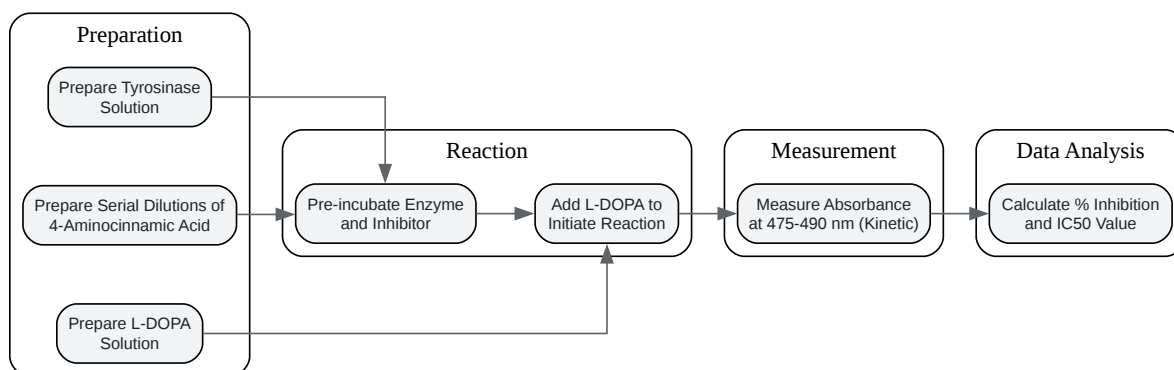 Preparation
Prepare Tyrosinase
Solution
Prepare Serial Dilutions of
4-Aminocinnamic Acid
Prepare L-DOPA
Solution
Reaction
Pre-incubate Enzyme
and Inhibitor
Add L-DOPA to
Initiate Reaction
Measurement
Measure Absorbance
at 475-490 nm (Kinetic)
Data Analysis
Calculate % Inhibition
and IC50 Value